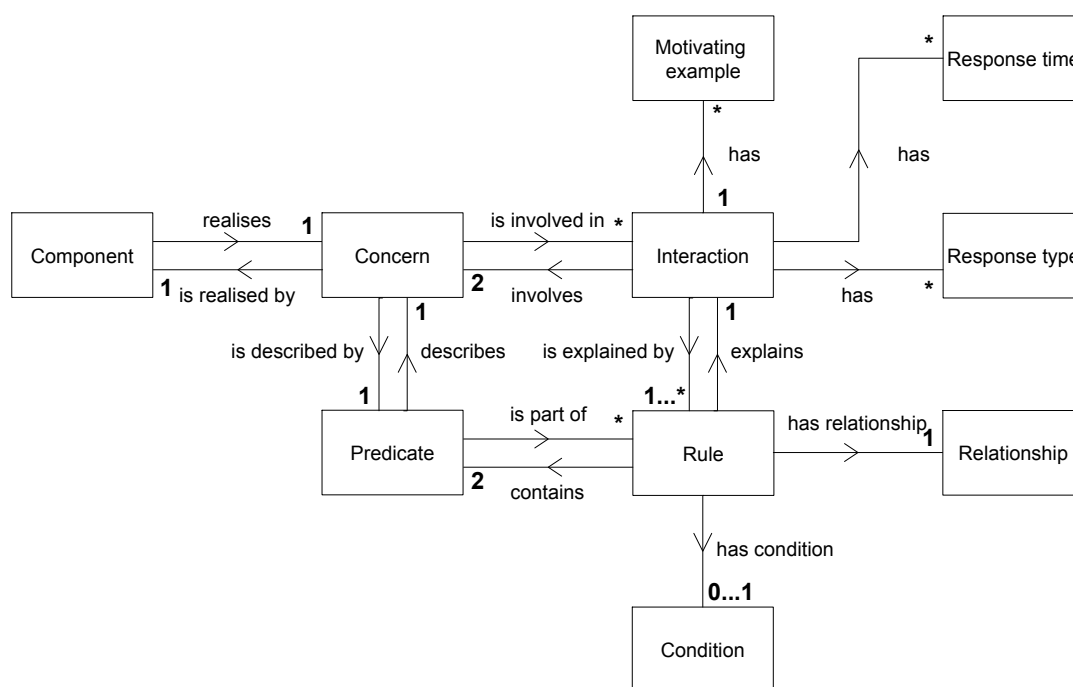 Motivating
example
*
Response time
*
has
has
1
realises
1
is involved in
*
Component
Concern
Interaction
Response type
1
is realised by
2
involves
has
*
1
1
is described by
describes
is explained by
explains
1
1...*
is part of
*
has relationship
1
Predicate
Rule
Relationship
2
contains
has condition
0...1
Condition